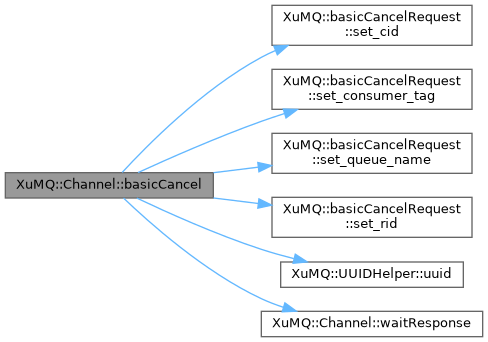 XuMQ::Channel::basicCancel
XuMQ::basicCancelRequest
::set_cid
XuMQ::basicCancelRequest
::set_consumer_tag
XuMQ::basicCancelRequest
::set_queue_name
XuMQ::basicCancelRequest
::set_rid
XuMQ::UUIDHelper::uuid
XuMQ::Channel::waitResponse